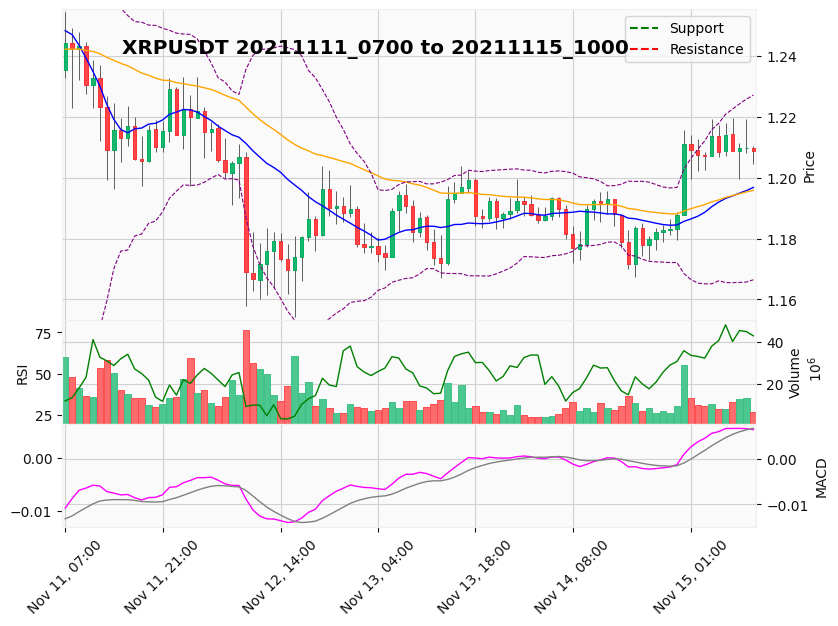 XRPUSDT 20211111_0700 to 20211115_1000
Support
Resistance
1.24
1.22
1.20
1.18
1.16
Price
75
50
25
RSI
40
20
Volume
10^6
0.00
−0.01
0.00
−0.01
MACD
Nov 11, 07:00
Nov 11, 21:00
Nov 12, 14:00
Nov 13, 04:00
Nov 13, 18:00
Nov 14, 08:00
Nov 15, 01:00